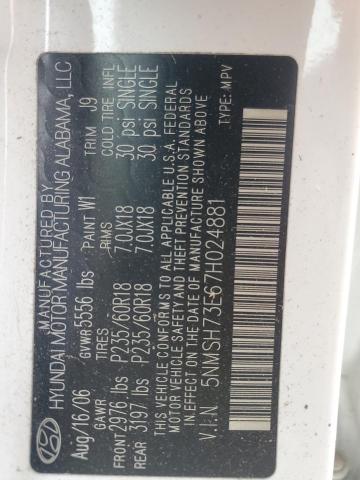 MANUFACTURED BY
HYUNDAI MOTOR MANUFACTURING ALABAMA, LLC
Aug/16/06 GVWR 5556 lbs PAINT W1 TRIM J9
GAWR TIRES COLD TIRE INFL
FRONT 2976 lbs P235/60R18 7.0JX18 30 psi SINGLE
REAR 3197 lbs P235/60R18 7.0JX18 30 psi SINGLE
THIS VEHICLE CONFORMS TO ALL APPLICABLE U.S.A. FEDERAL
MOTOR VEHICLE SAFETY AND THEFT PREVENTION STANDARDS
IN EFFECT ON THE DATE OF MANUFACTURE SHOWN ABOVE
V.I.N 5NMSH73E67H024881 TYPE: MPV